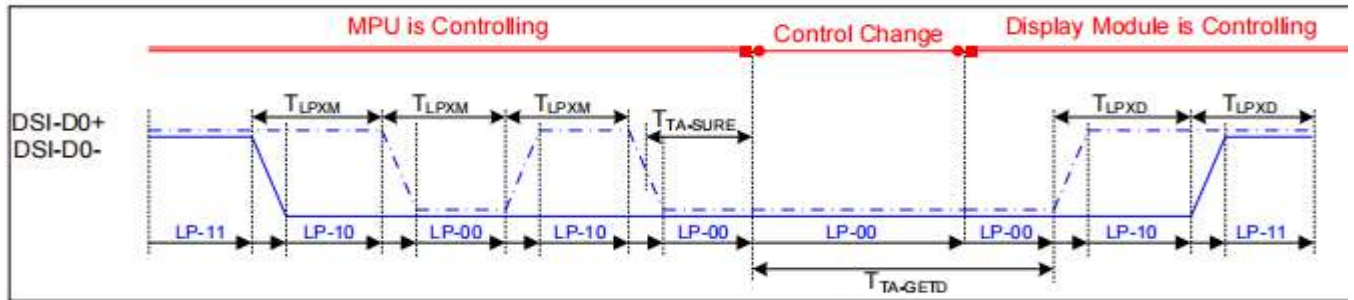 MPU is Controlling Control Change Display Module is Controlling
TLPXM TLPXM TLPXM TLPXD TLPXD
TTA-SURE
DSI-D0+
DSI-D0-
LP-11 LP-10 LP-00 LP-10 LP-00 LP-00 LP-00 LP-10 LP-11
TTA-GETD